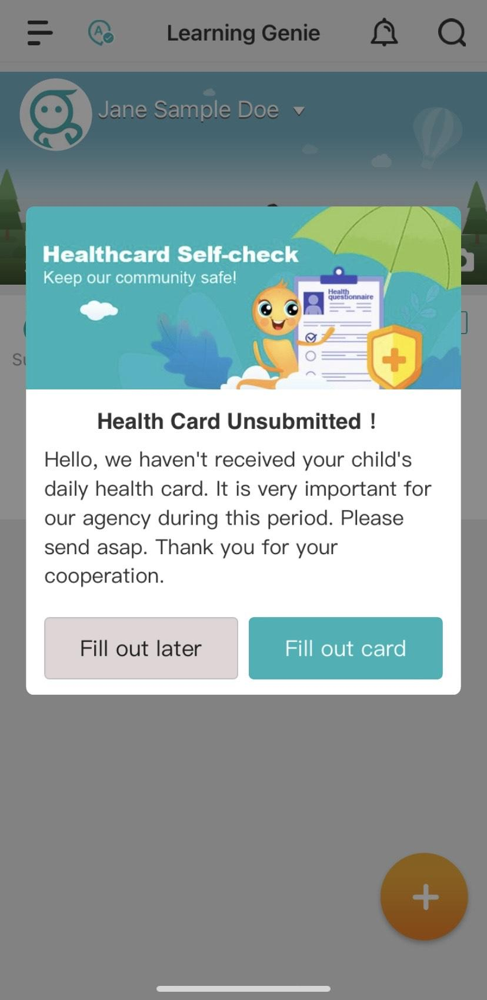 Learning Genie
Jane Sample Doe
Healthcard Self-check
Keep our community safe!
Health
questionnaire
Health Card Unsubmitted !
Hello, we haven't received your child's
daily health card. It is very important for
our agency during this period. Please
send asap. Thank you for your
cooperation.
Fill out later
Fill out card